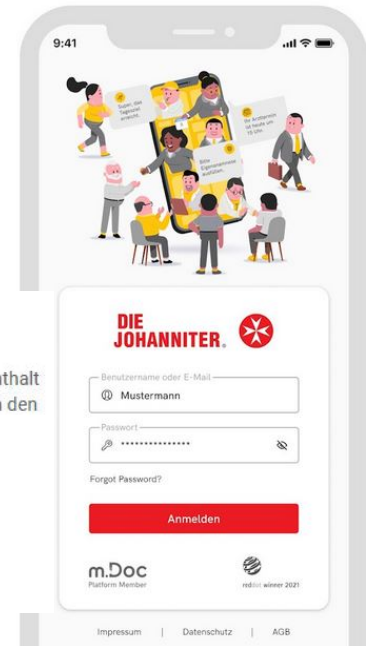 9:41
Super, das
Tagesziel
erreicht.
Ihr Arzttermin
ist heute um
15 Uhr.
Bitte
ausfüllen.
DIE
JOHANNITER.
nthalt
n den
Benutzername oder E-Mail
Mustermann
Passwort
Forgot Password?
Anmelden
m.Doc
Platform Member
reddot winner 2021
Impressum | Datenschutz | AGB